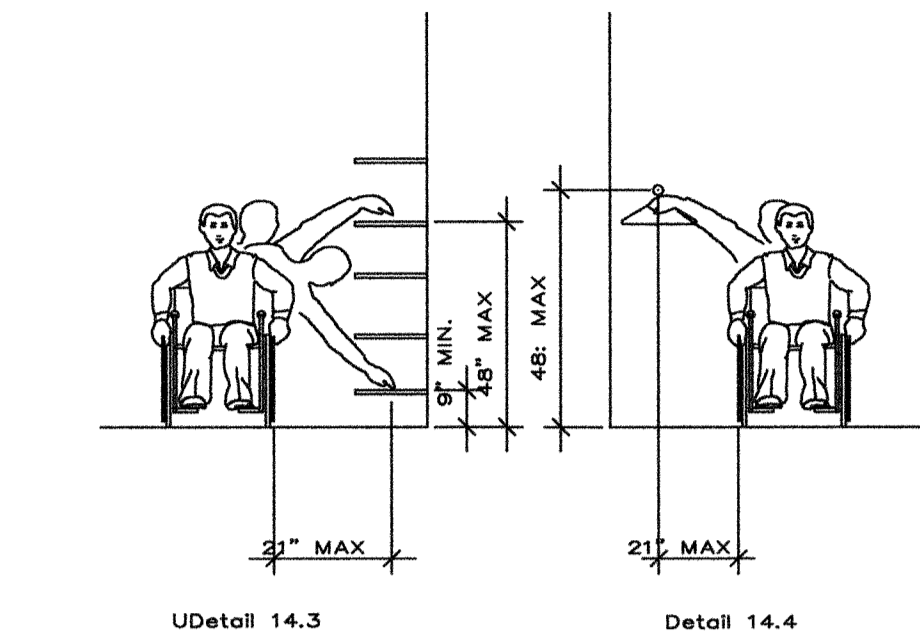 9” MIN.
48” MAX
48: MAX
21” MAX
21” MAX
UDetail 14.3
Detail 14.4